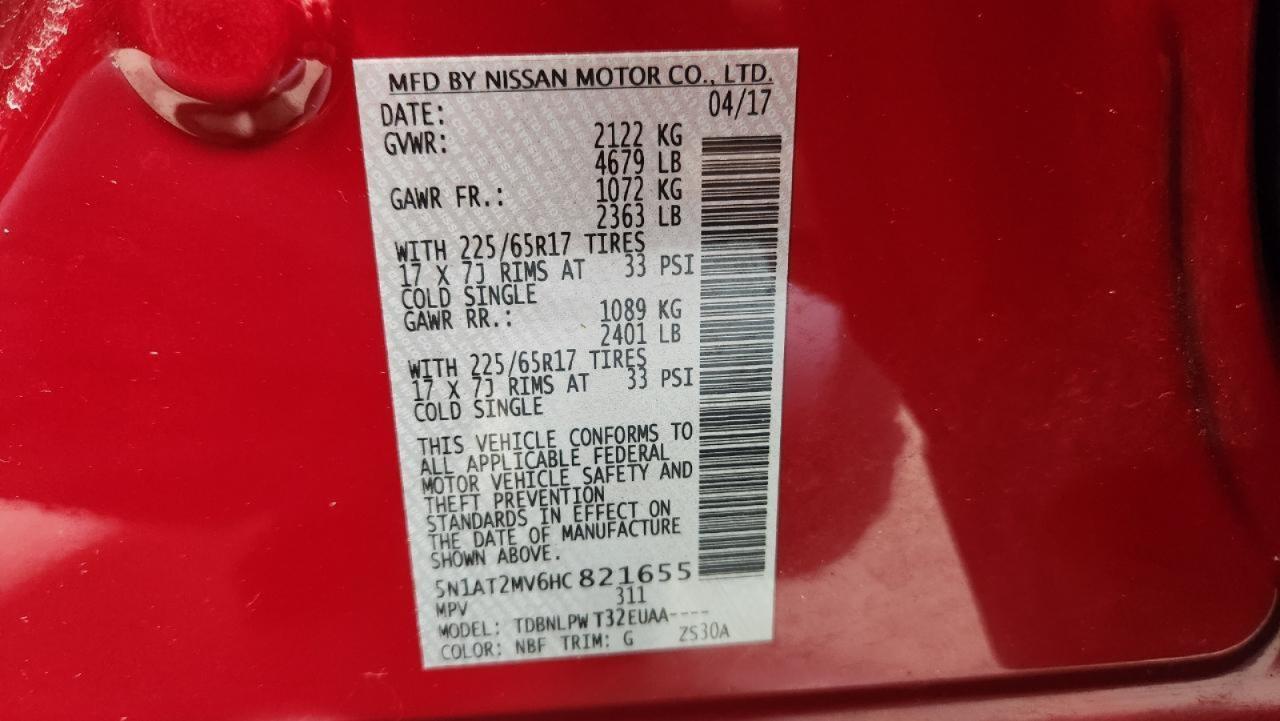 MFD BY NISSAN MOTOR CO., LTD.
DATE: 04/17
GVWR: 2122 KG
4679 LB
GAWR FR.: 1072 KG
2363 LB
WITH 225/65R17 TIRES
17 X 7J RIMS AT 33 PSI
COLD SINGLE
GAWR RR.: 1089 KG
2401 LB
WITH 225/65R17 TIRES
17 X 7J RIMS AT 33 PSI
COLD SINGLE
THIS VEHICLE CONFORMS TO
ALL APPLICABLE FEDERAL
MOTOR VEHICLE SAFETY AND
THEFT PREVENTION
STANDARDS IN EFFECT ON
THE DATE OF MANUFACTURE
SHOWN ABOVE.
5N1AT2MV6HC821655
MPV 311
MODEL: TDBNLPW T32EUAA----
COLOR: NBF TRIM: G ZS30A